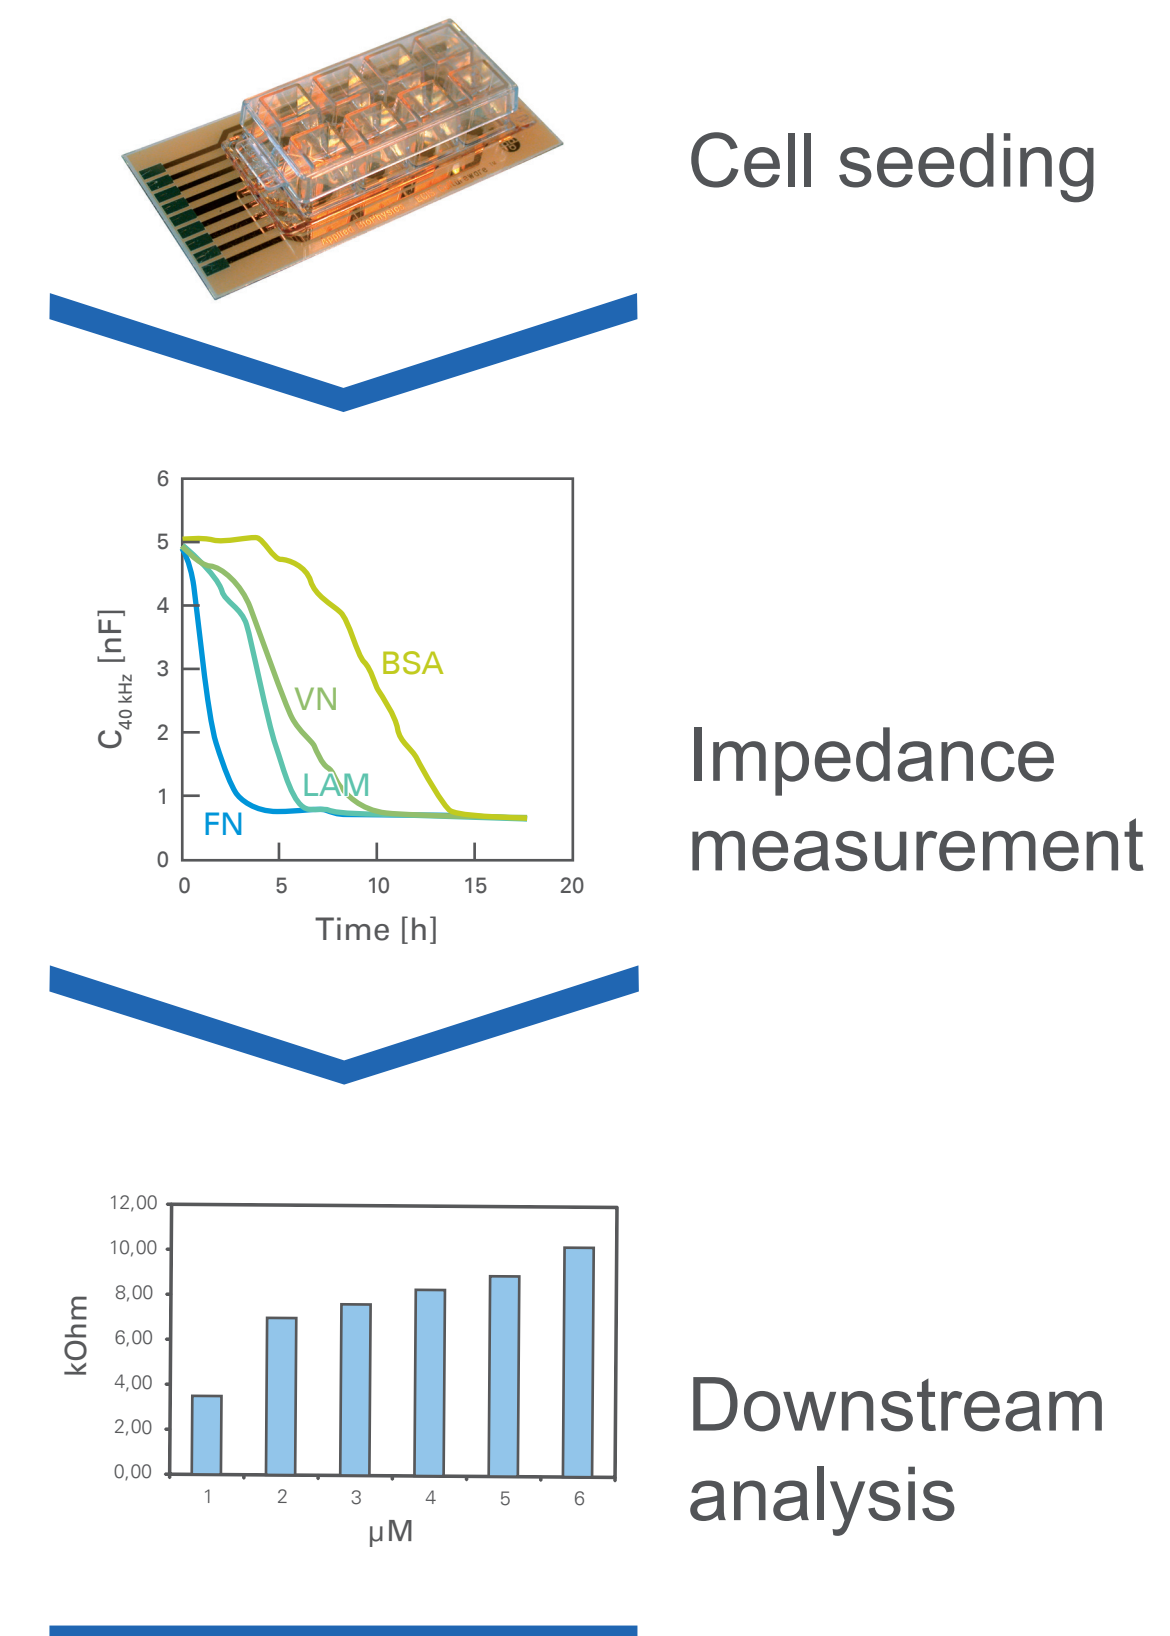 Cell seeding
6
5
4
3
2
1
0
C40 kHz [nF]
BSA
VN
LAM
FN
0 5 10 15 20
Time [h]
Impedance
measurement
12,00
10,00
8,00
6,00
4,00
2,00
0,00
kOhm
1 2 3 4 5 6
µM
Downstream
analysis